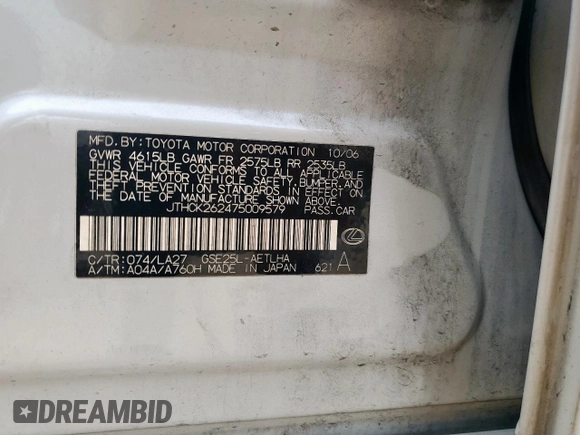 MFD. BY: TOYOTA MOTOR CORPORATION 10/06
GVWR 4615LB GAWR FR 2575LB RR 2535LB
THIS VEHICLE CONFORMS TO ALL APPLICABLE
FEDERAL MOTOR VEHICLE SAFETY, BUMPER, AND
THEFT PREVENTION STANDARDS IN EFFECT ON
THE DATE OF MANUFACTURE SHOWN ABOVE.
JTHCK262475009579 PASS. CAR
C/TR: 074/LA27 GSE25L-AETLHA
A/TM: A04A/A760H MADE IN JAPAN 621 A
DREAMBID